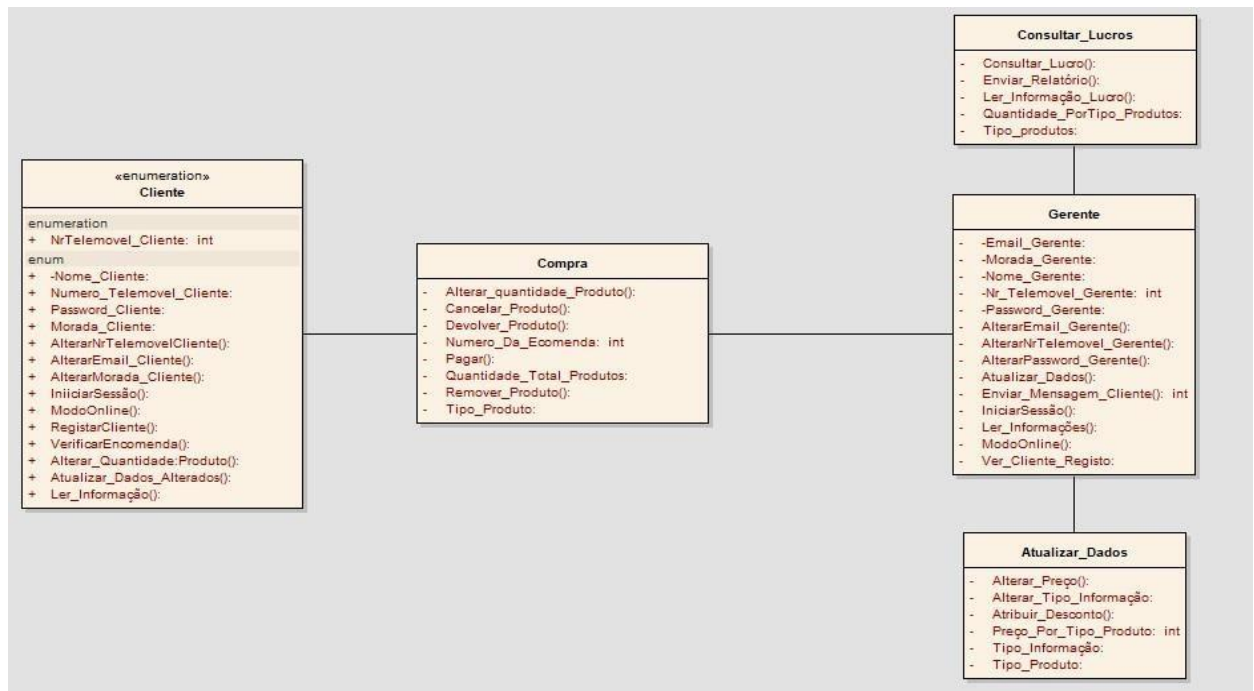 Consultar_Lucros
- Consultar_Lucro():
- Enviar_Relatório():
- Ler_Informação_Lucro():
- Quantidade_PorTipo_Produtos:
- Tipo_produtos:
«enumeration»
Cliente
enumeration
+ NrTelemovel_Cliente: int
enum
+ -Nome_Cliente:
+ Numero_Telemovel_Cliente:
+ Password_Cliente:
+ Morada_Cliente:
+ AlterarNrTelemovelCliente():
+ AlterarEmail_Cliente():
+ AlterarMorada_Cliente():
+ IniiciarSessão():
+ ModoOnline():
+ RegistarCliente():
+ VerificarEncomenda():
+ Alterar_Quantidade:Produto():
+ Atualizar_Dados_Alterados():
+ Ler_Informação():
Compra
- Alterar_quantidade_Produto():
- Cancelar_Produto():
- Devolver_Produto():
- Numero_Da_Ecomenda: int
- Pagar():
- Quantidade_Total_Produtos:
- Remover_Produto():
- Tipo_Produto:
Gerente
- -Email_Gerente:
- -Morada_Gerente:
- -Nome_Gerente:
- -Nr_Telemovel_Gerente: int
- -Password_Gerente:
- AlterarEmail_Gerente():
- AlterarNrTelemovel_Gerente():
- AlterarPassword_Gerente():
- Atualizar_Dados():
- Enviar_Mensagem_Cliente(): int
- IniciarSessão():
- Ler_Informações():
- ModoOnline():
- Ver_Cliente_Registo:
Atualizar_Dados
- Alterar_Preço():
- Alterar_Tipo_Informação:
- Atribuir_Desconto():
- Preço_Por_Tipo_Produto: int
- Tipo_Informação:
- Tipo_Produto: